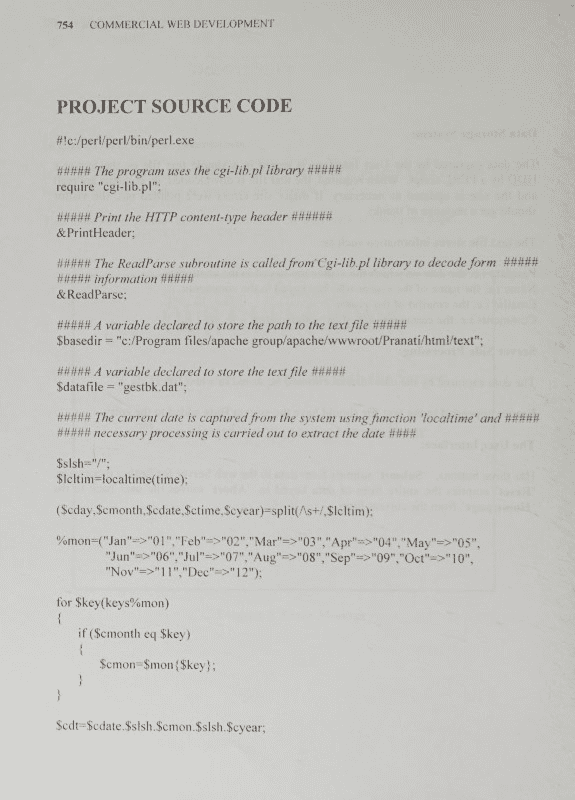 754 COMMERCIAL WEB DEVELOPMENT
PROJECT SOURCE CODE
#!c:/perl/perl/bin/perl.exe
##### The program uses the cgi-lib.pl library #####
require "cgi-lib.pl";
##### Print the HTTP content-type header ######
&PrintHeader;
##### The ReadParse subroutine is called from Cgi-lib.pl library to decode form #####
##### information #####
&ReadParse;
##### A variable declared to store the path to the text file #####
$basedir = "c:/Program files/apache group/apache/wwwroot/Pranati/html/text";
##### A variable declared to store the text file #####
$datafile = "gestbk.dat";
##### The current date is captured from the system using function 'localtime' and #####
##### necessary processing is carried out to extract the date ####
$slsh="/";
$lcltim=localtime(time);
($cday,$cmonth,$cdate,$ctime,$cyear)=split(/\s+/,$lcltim);
%mon=("Jan"=>"01","Feb"=>"02","Mar"=>"03","Apr"=>"04","May"=>"05",
"Jun"=>"06","Jul"=>"07","Aug"=>"08","Sep"=>"09","Oct"=>"10",
"Nov"=>"11","Dec"=>"12");
for $key(keys%mon)
{
if ($cmonth eq $key)
{
$cmon=$mon{$key};
}
}
$cdt=$cdate.$slsh.$cmon.$slsh.$cyear;